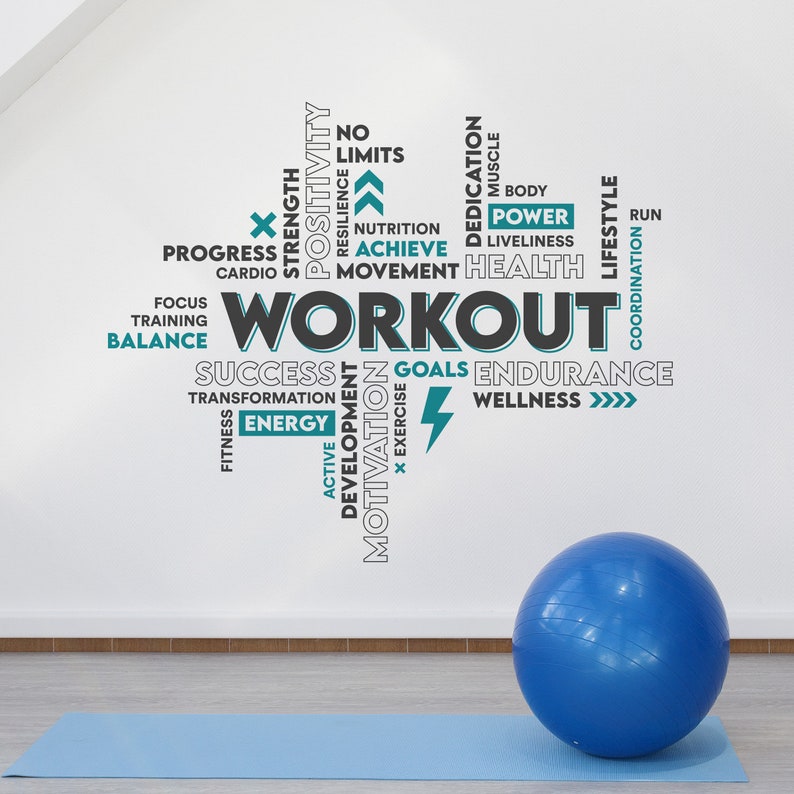 POSITIVITY
NO
LIMITS
STRENGTH
RESILIENCE
DEDICATION
MUSCLE
BODY
POWER
LIVELINESS
LIFESTYLE
RUN
COORDINATION
NUTRITION
ACHIEVE
PROGRESS
CARDIO
MOVEMENT
HEALTH
FOCUS
TRAINING
BALANCE
WORKOUT
SUCCESS
GOALS
ENDURANCE
TRANSFORMATION
WELLNESS
FITNESS
ENERGY
ACTIVE
DEVELOPMENT
MOTIVATION
EXERCISE